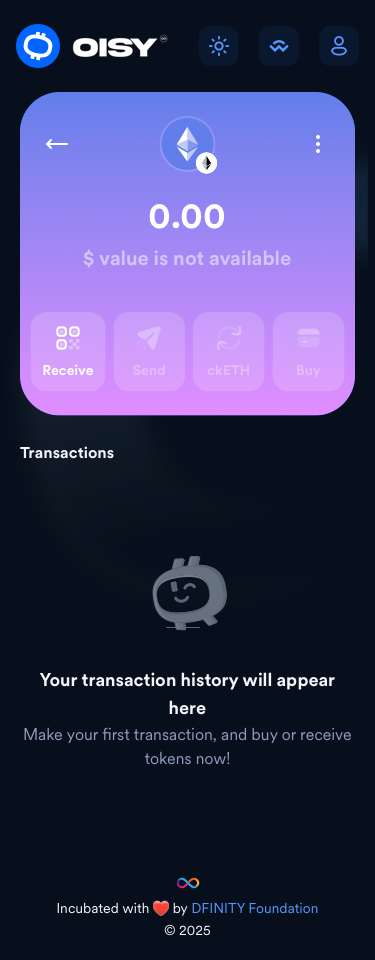 OISY
0.00
$ value is not available
Receive Send ckETH Buy
Transactions
Your transaction history will appear
here
Make your first transaction, and buy or receive
tokens now!
Incubated with ❤️ by DFINITY Foundation
© 2025